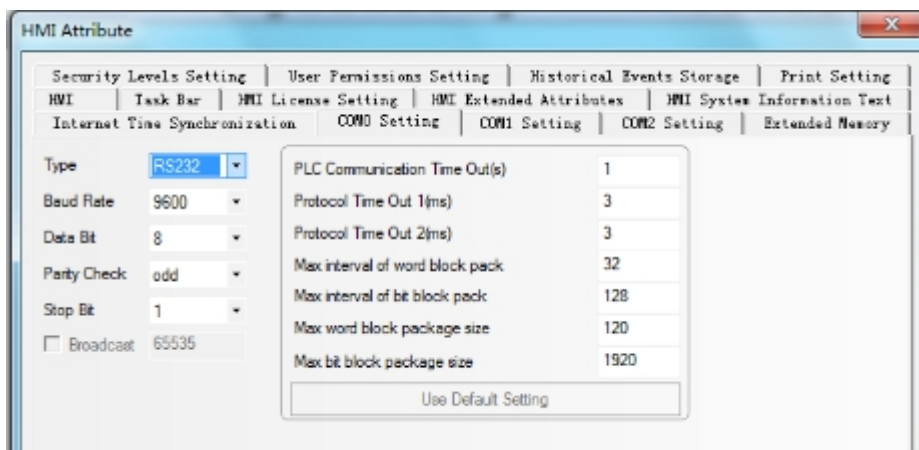 HMI Attribute
Security Levels Setting User Permissions Setting Historical Events Storage Print Setting
HMI Task Bar HMI License Setting HMI Extended Attributes HMI System Information Text
Internet Time Synchronization COM0 Setting COM1 Setting COM2 Setting Extended Memory
Type RS232
Baud Rate 9600
Data Bit 8
Parity Check odd
Stop Bit 1
Broadcast 65535
PLC Communication Time Out(s) 1
Protocol Time Out 1(ms) 3
Protocol Time Out 2(ms) 3
Max interval of word block pack 32
Max interval of bit block pack 128
Max word block package size 120
Max bit block package size 1920
Use Default Setting